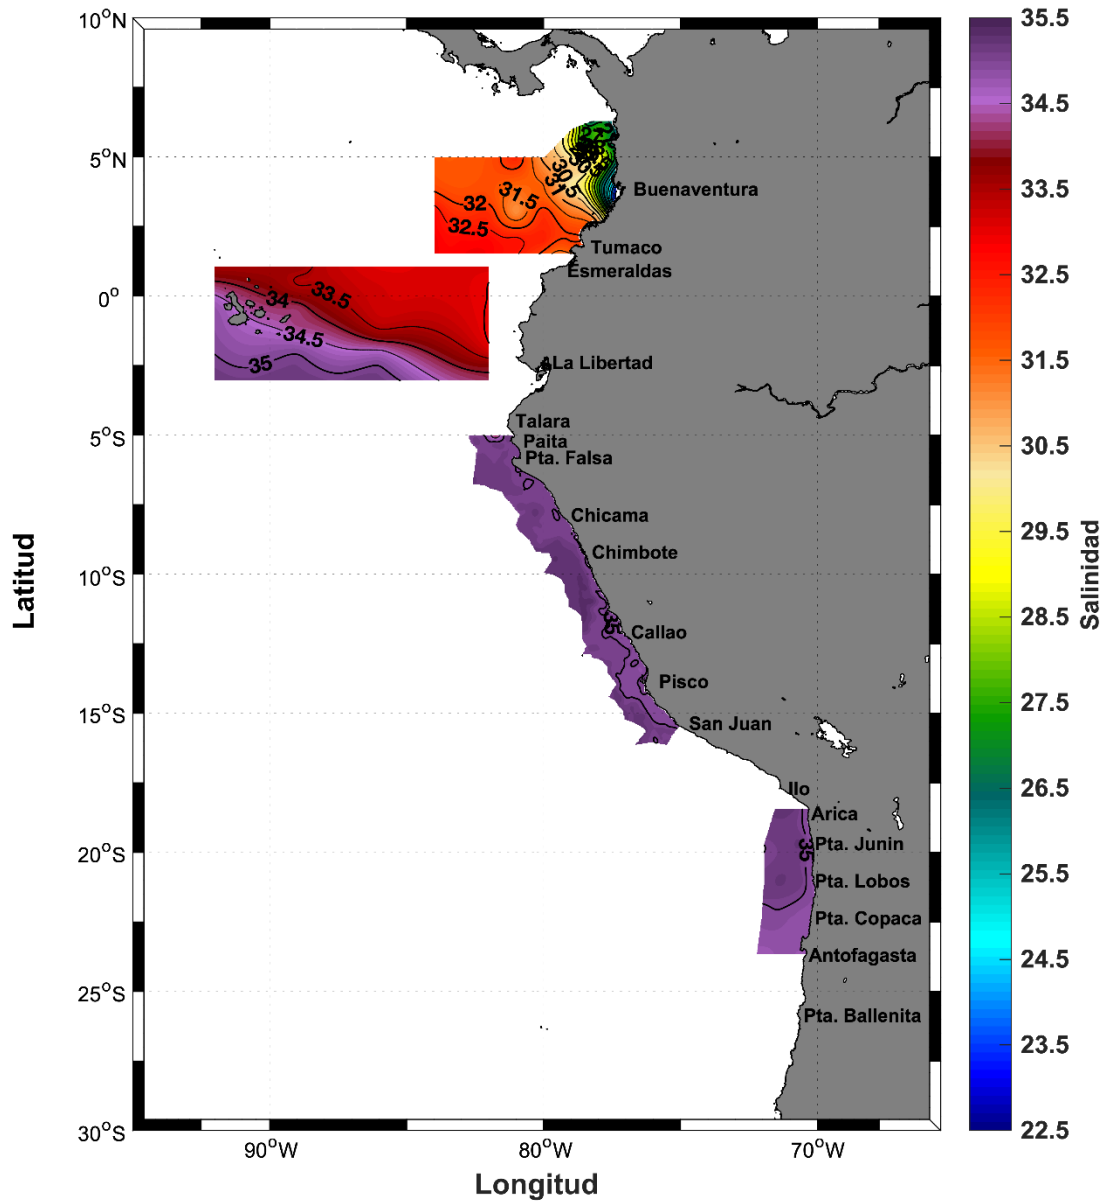 10°N
5°N
0°
5°S
10°S
15°S
20°S
25°S
30°S
90°W
80°W
70°W
Latitud
Longitud
Buenaventura
Tumaco
Esmeraldas
La Libertad
Talara
Paita
Pta. Falsa
Chicama
Chimbote
Callao
Pisco
San Juan
Ilo
Arica
Pta. Junin
Pta. Lobos
Pta. Copaca
Antofagasta
Pta. Ballenita
30.5
31
31.5
32
32.5
33.5
34
34.5
35
35
35
35.5
34.5
33.5
32.5
31.5
30.5
29.5
28.5
27.5
26.5
25.5
24.5
23.5
22.5
Salinidad